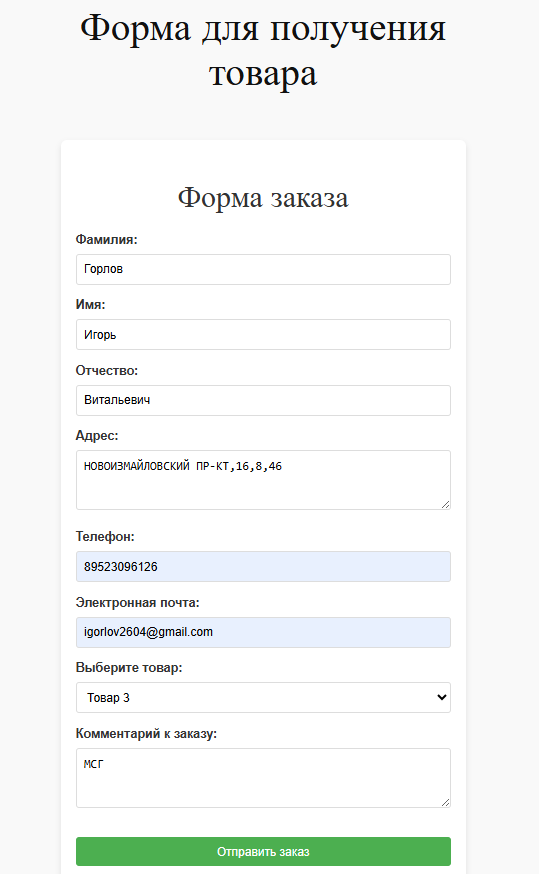 Форма для получения
товара
Форма заказа
Фамилия:
Горлов
Имя:
Игорь
Отчество:
Витальевич
Адрес:
НОВОИЗМАЙЛОВСКИЙ ПР-КТ,16,8,46
Телефон:
89523096126
Электронная почта:
igorlov2604@gmail.com
Выберите товар:
Товар 3
Комментарий к заказу:
МСГ
Отправить заказ